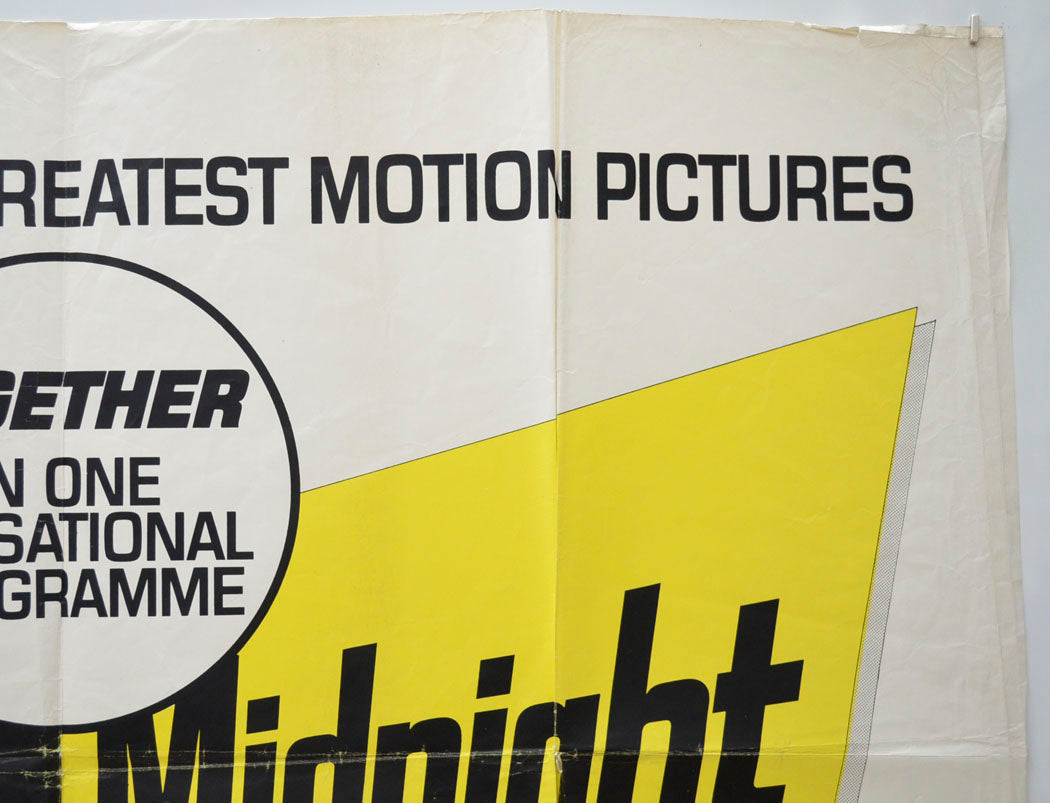 REATEST MOTION PICTURES
GETHER
N ONE
SATIONAL
GRAMME
Midnight